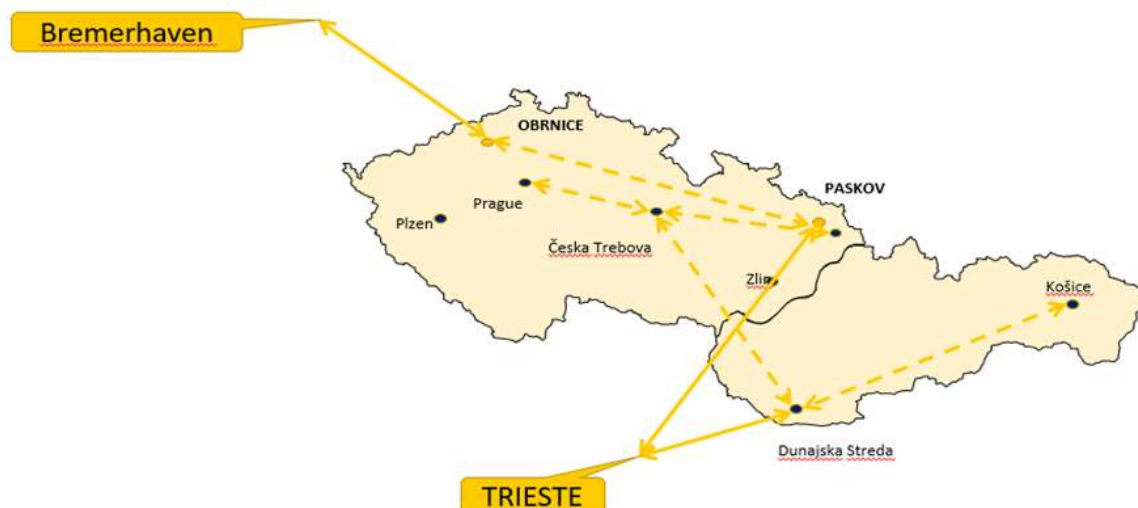 Bremerhaven
OBRNICE
PASKOV
Prague
Plzen
Česka Trebova
Zlin
Košice
Dunajska Streda
TRIESTE